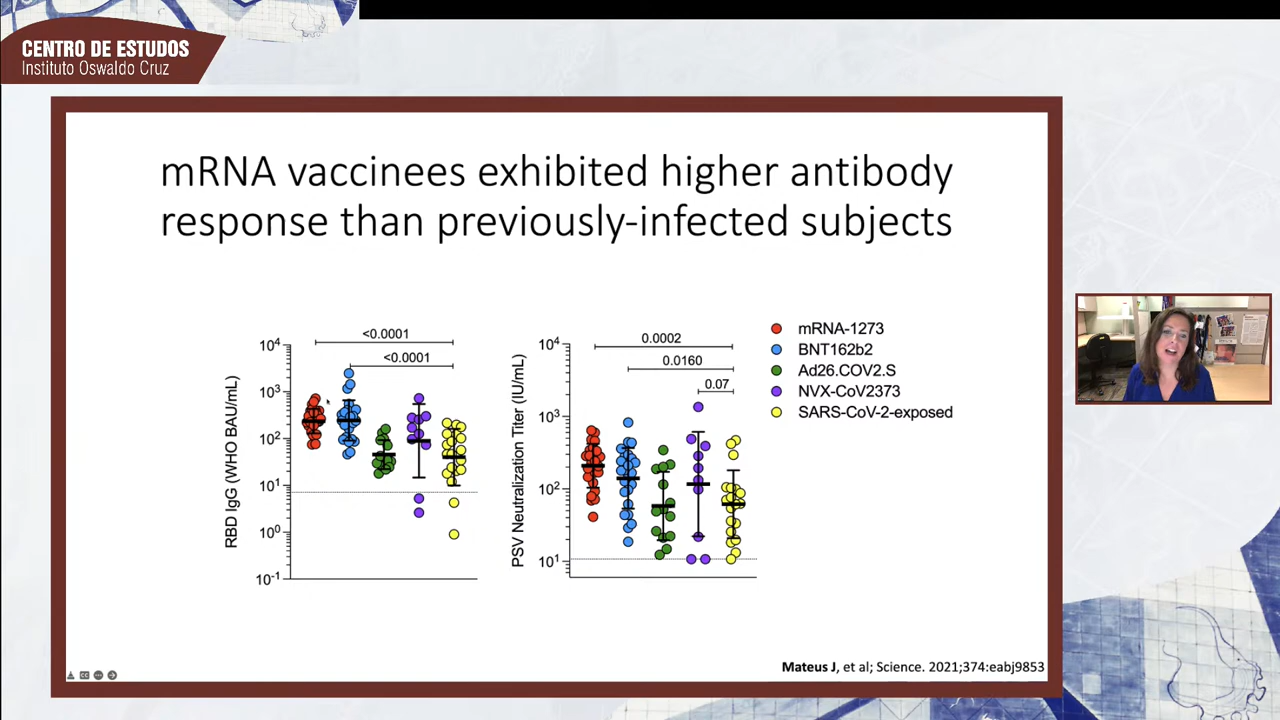 CENTRO DE ESTUDOS
Instituto Oswaldo Cruz
mRNA vaccinees exhibited higher antibody
response than previously-infected subjects
RBD IgG (WHO BAU/mL)
10⁴
10³
10²
10¹
10⁰
10⁻¹
<0.0001
<0.0001
PSV Neutralization Titer (IU/mL)
10⁴
10³
10²
10¹
0.0002
0.0160
0.07
mRNA-1273
BNT162b2
Ad26.COV2.S
NVX-CoV2373
SARS-CoV-2-exposed
Mateus J, et al; Science. 2021;374:eabj9853